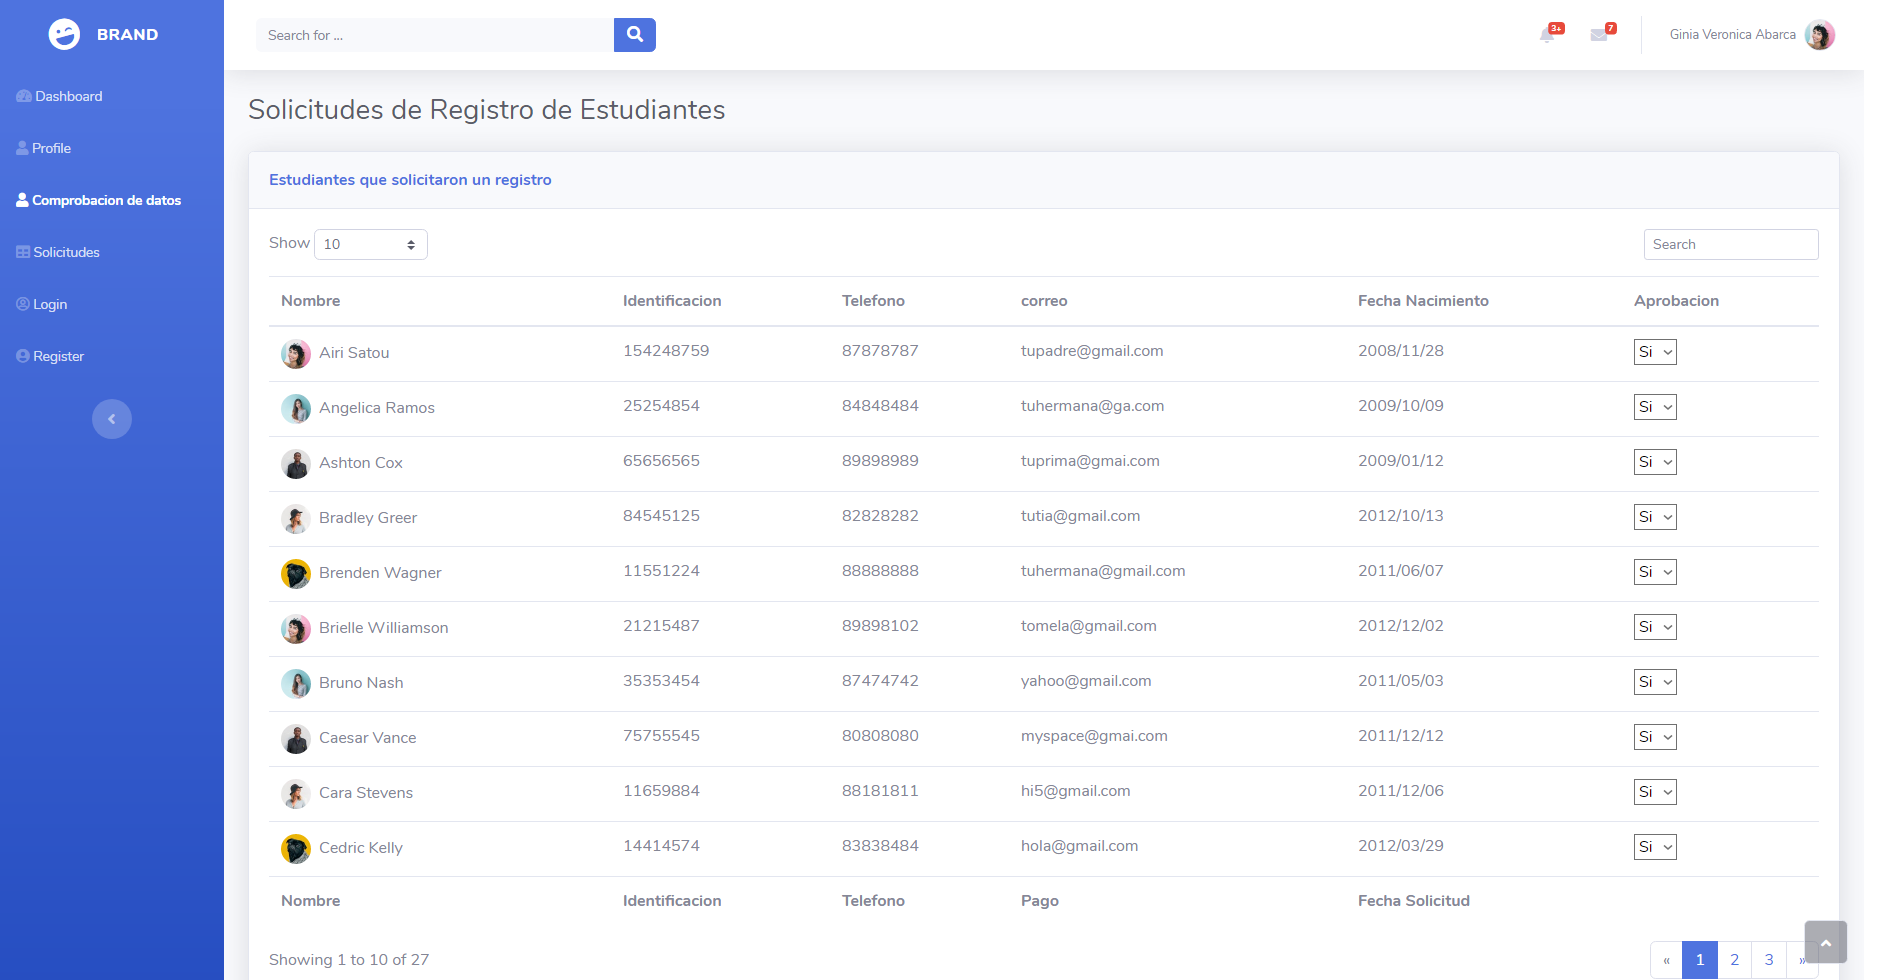 BRAND
Search for ...
3+
7
Ginia Veronica Abarca
Dashboard
Profile
Comprobacion de datos
Solicitudes
Login
Register
Solicitudes de Registro de Estudiantes
Estudiantes que solicitaron un registro
Show 10
Search
Nombre Identificacion Telefono correo Fecha Nacimiento Aprobacion
Airi Satou 154248759 87878787 tupadre@gmail.com 2008/11/28 Si
Angelica Ramos 25254854 84848484 tuhermana@ga.com 2009/10/09 Si
Ashton Cox 65656565 89898989 tuprima@gmai.com 2009/01/12 Si
Bradley Greer 84545125 82828282 tutia@gmail.com 2012/10/13 Si
Brenden Wagner 11551224 88888888 tuhermana@gmail.com 2011/06/07 Si
Brielle Williamson 21215487 89898102 tomela@gmail.com 2012/12/02 Si
Bruno Nash 35353454 87474742 yahoo@gmail.com 2011/05/03 Si
Caesar Vance 75755545 80808080 myspace@gmai.com 2011/12/12 Si
Cara Stevens 11659884 88181811 hi5@gmail.com 2011/12/06 Si
Cedric Kelly 14414574 83838484 hola@gmail.com 2012/03/29 Si
Nombre Identificacion Telefono Pago Fecha Solicitud
Showing 1 to 10 of 27
« 1 2 3 »